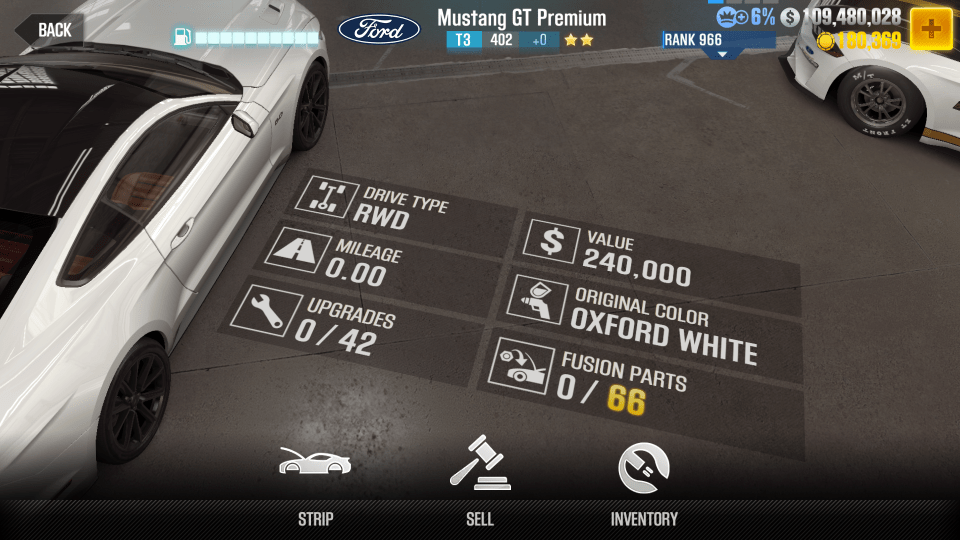 BACK
Ford
Mustang GT Premium
T3 402 +0
RANK 966
6%
$ 109,480,028
180,369
M/T
ET FRONT
DRIVE TYPE
RWD
MILEAGE
0.00
UPGRADES
0 / 42
$ VALUE
240,000
ORIGINAL COLOR
OXFORD WHITE
FUSION PARTS
0 / 66
STRIP
SELL
INVENTORY